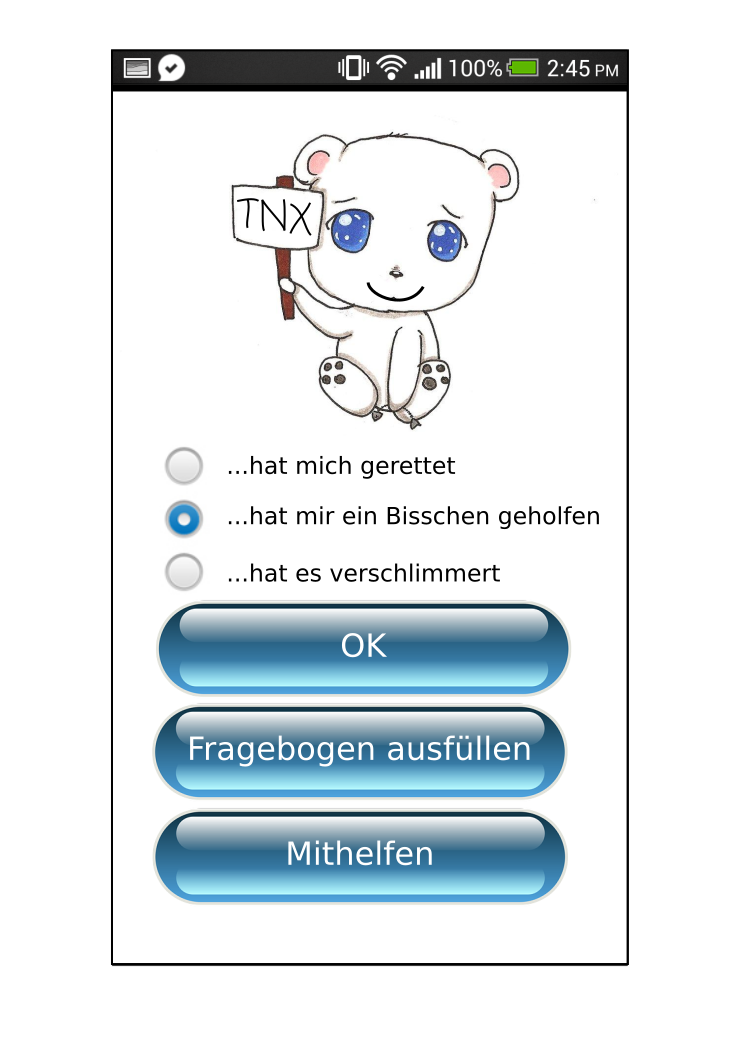 100% 2:45 PM
TNX
...hat mich gerettet
...hat mir ein Bisschen geholfen
...hat es verschlimmert
OK
Fragebogen ausfüllen
Mithelfen